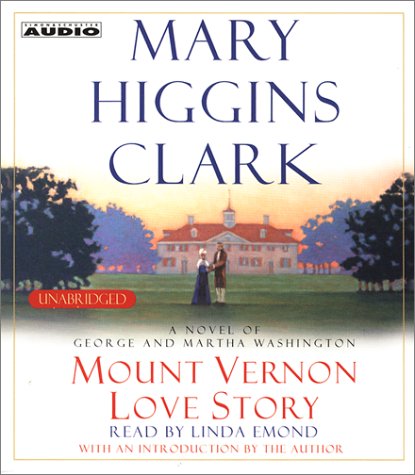 SIMON&SCHUSTER
AUDIO
MARY
HIGGINS
CLARK
UNABRIDGED
A NOVEL OF
GEORGE AND MARTHA WASHINGTON
MOUNT VERNON
LOVE STORY
READ BY LINDA EMOND
WITH AN INTRODUCTION BY THE AUTHOR